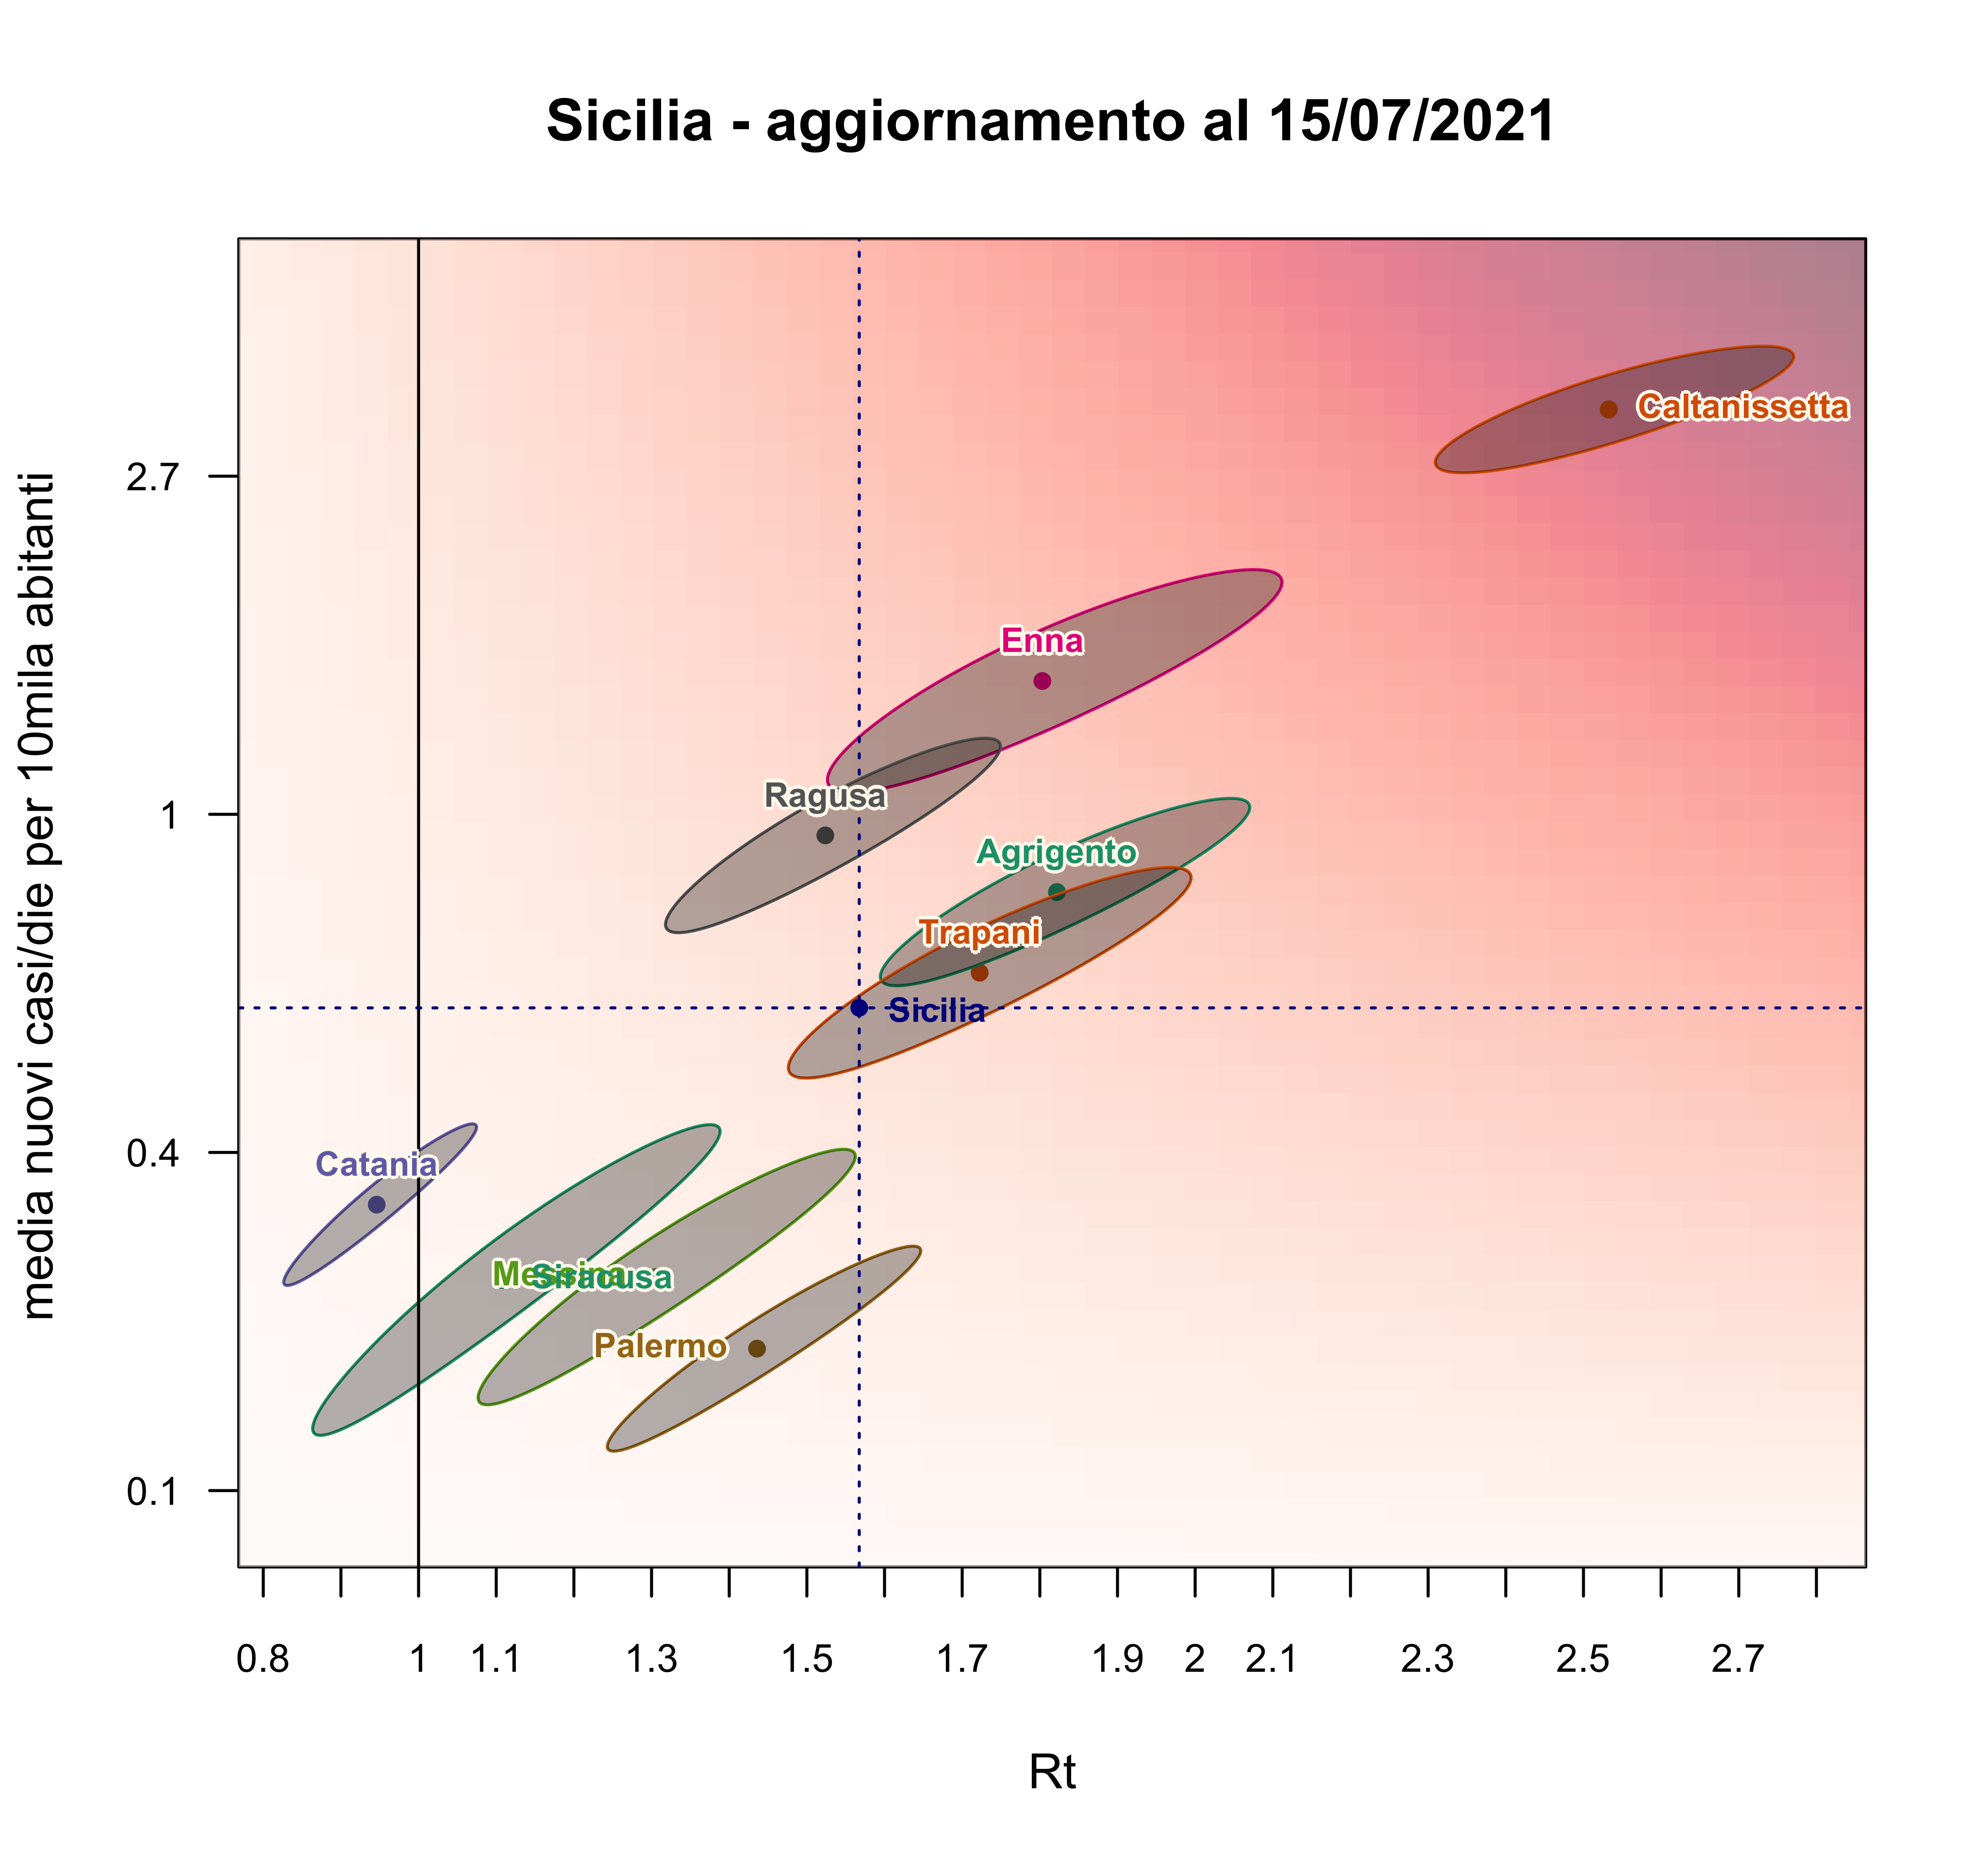 Sicilia - aggiornamento al 15/07/2021
media nuovi casi/die per 10mila abitanti
2.7
1
0.4
0.1
Caltanissetta
Enna
Ragusa
Agrigento
Trapani
Sicilia
Catania
Messina
Siracusa
Palermo
0.8 1 1.1 1.3 1.5 1.7 1.9 2 2.1 2.3 2.5 2.7
Rt